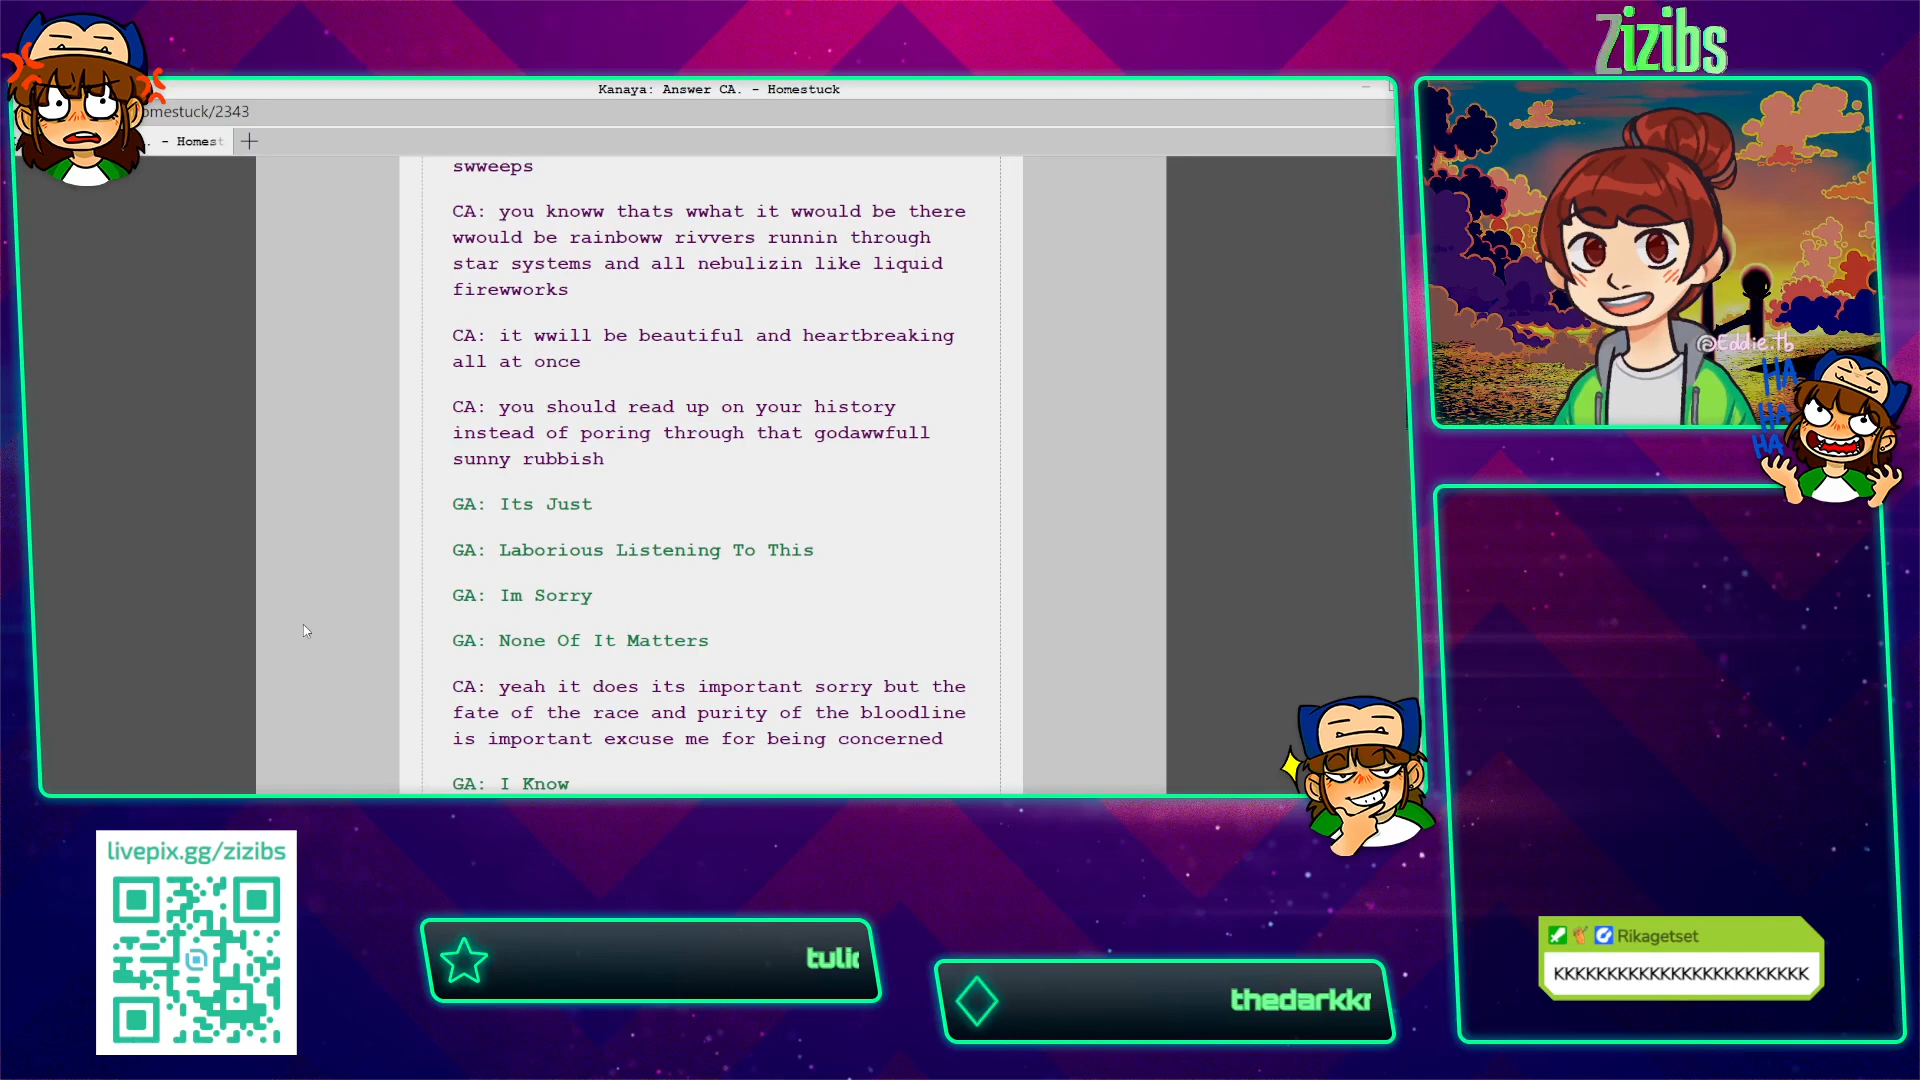 Zizibs
Kanaya: Answer CA. - Homestuck
omestuck/2343
. - Homest
swweeps
CA: you knoww thats wwhat it wwould be there
wwould be rainboww rivvers runnin through
star systems and all nebulizin like liquid
firewworks
CA: it wwill be beautiful and heartbreaking
all at once
CA: you should read up on your history
instead of poring through that godawwfull
sunny rubbish
GA: Its Just
GA: Laborious Listening To This
GA: Im Sorry
GA: None Of It Matters
CA: yeah it does its important sorry but the
fate of the race and purity of the bloodline
is important excuse me for being concerned
GA: I Know
@Eddie.tb
HA
HA
HA
livepix.gg/zizibs
tulic
thedarkkr
Rikagetset
KKKKKKKKKKKKKKKKKKKKKKKK